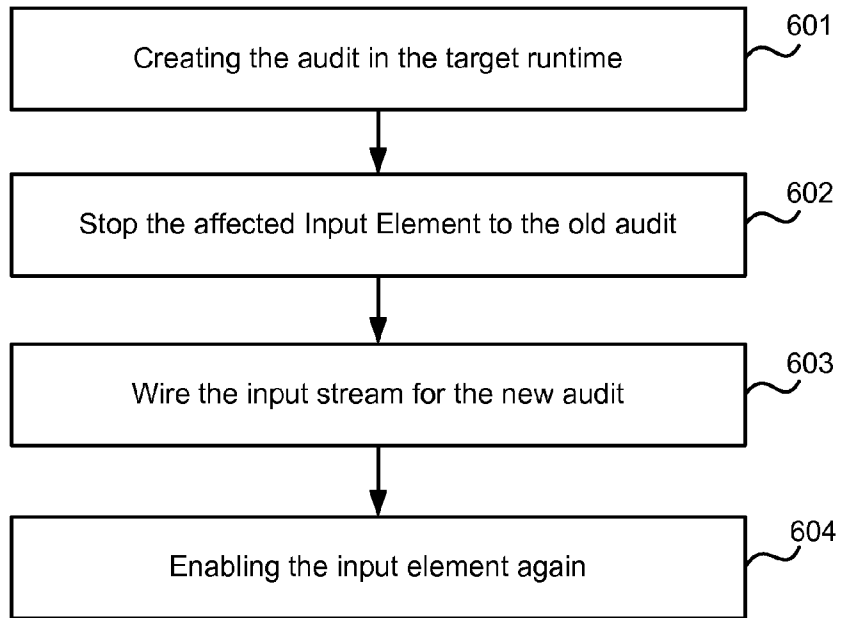 601
Creating the audit in the target runtime
602
Stop the affected Input Element to the old audit
603
Wire the input stream for the new audit
604
Enabling the input element again